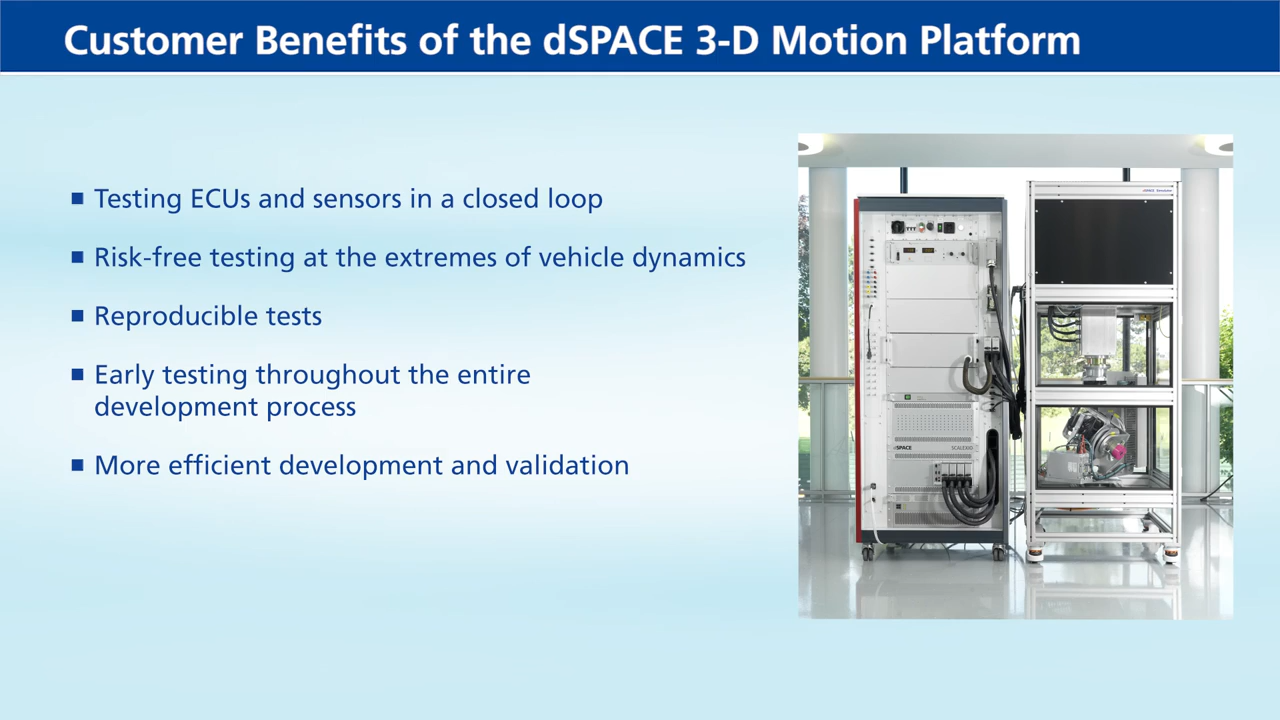 Customer Benefits of the dSPACE 3-D Motion Platform
Testing ECUs and sensors in a closed loop
Risk-free testing at the extremes of vehicle dynamics
Reproducible tests
Early testing throughout the entire
development process
More efficient development and validation
dSPACE